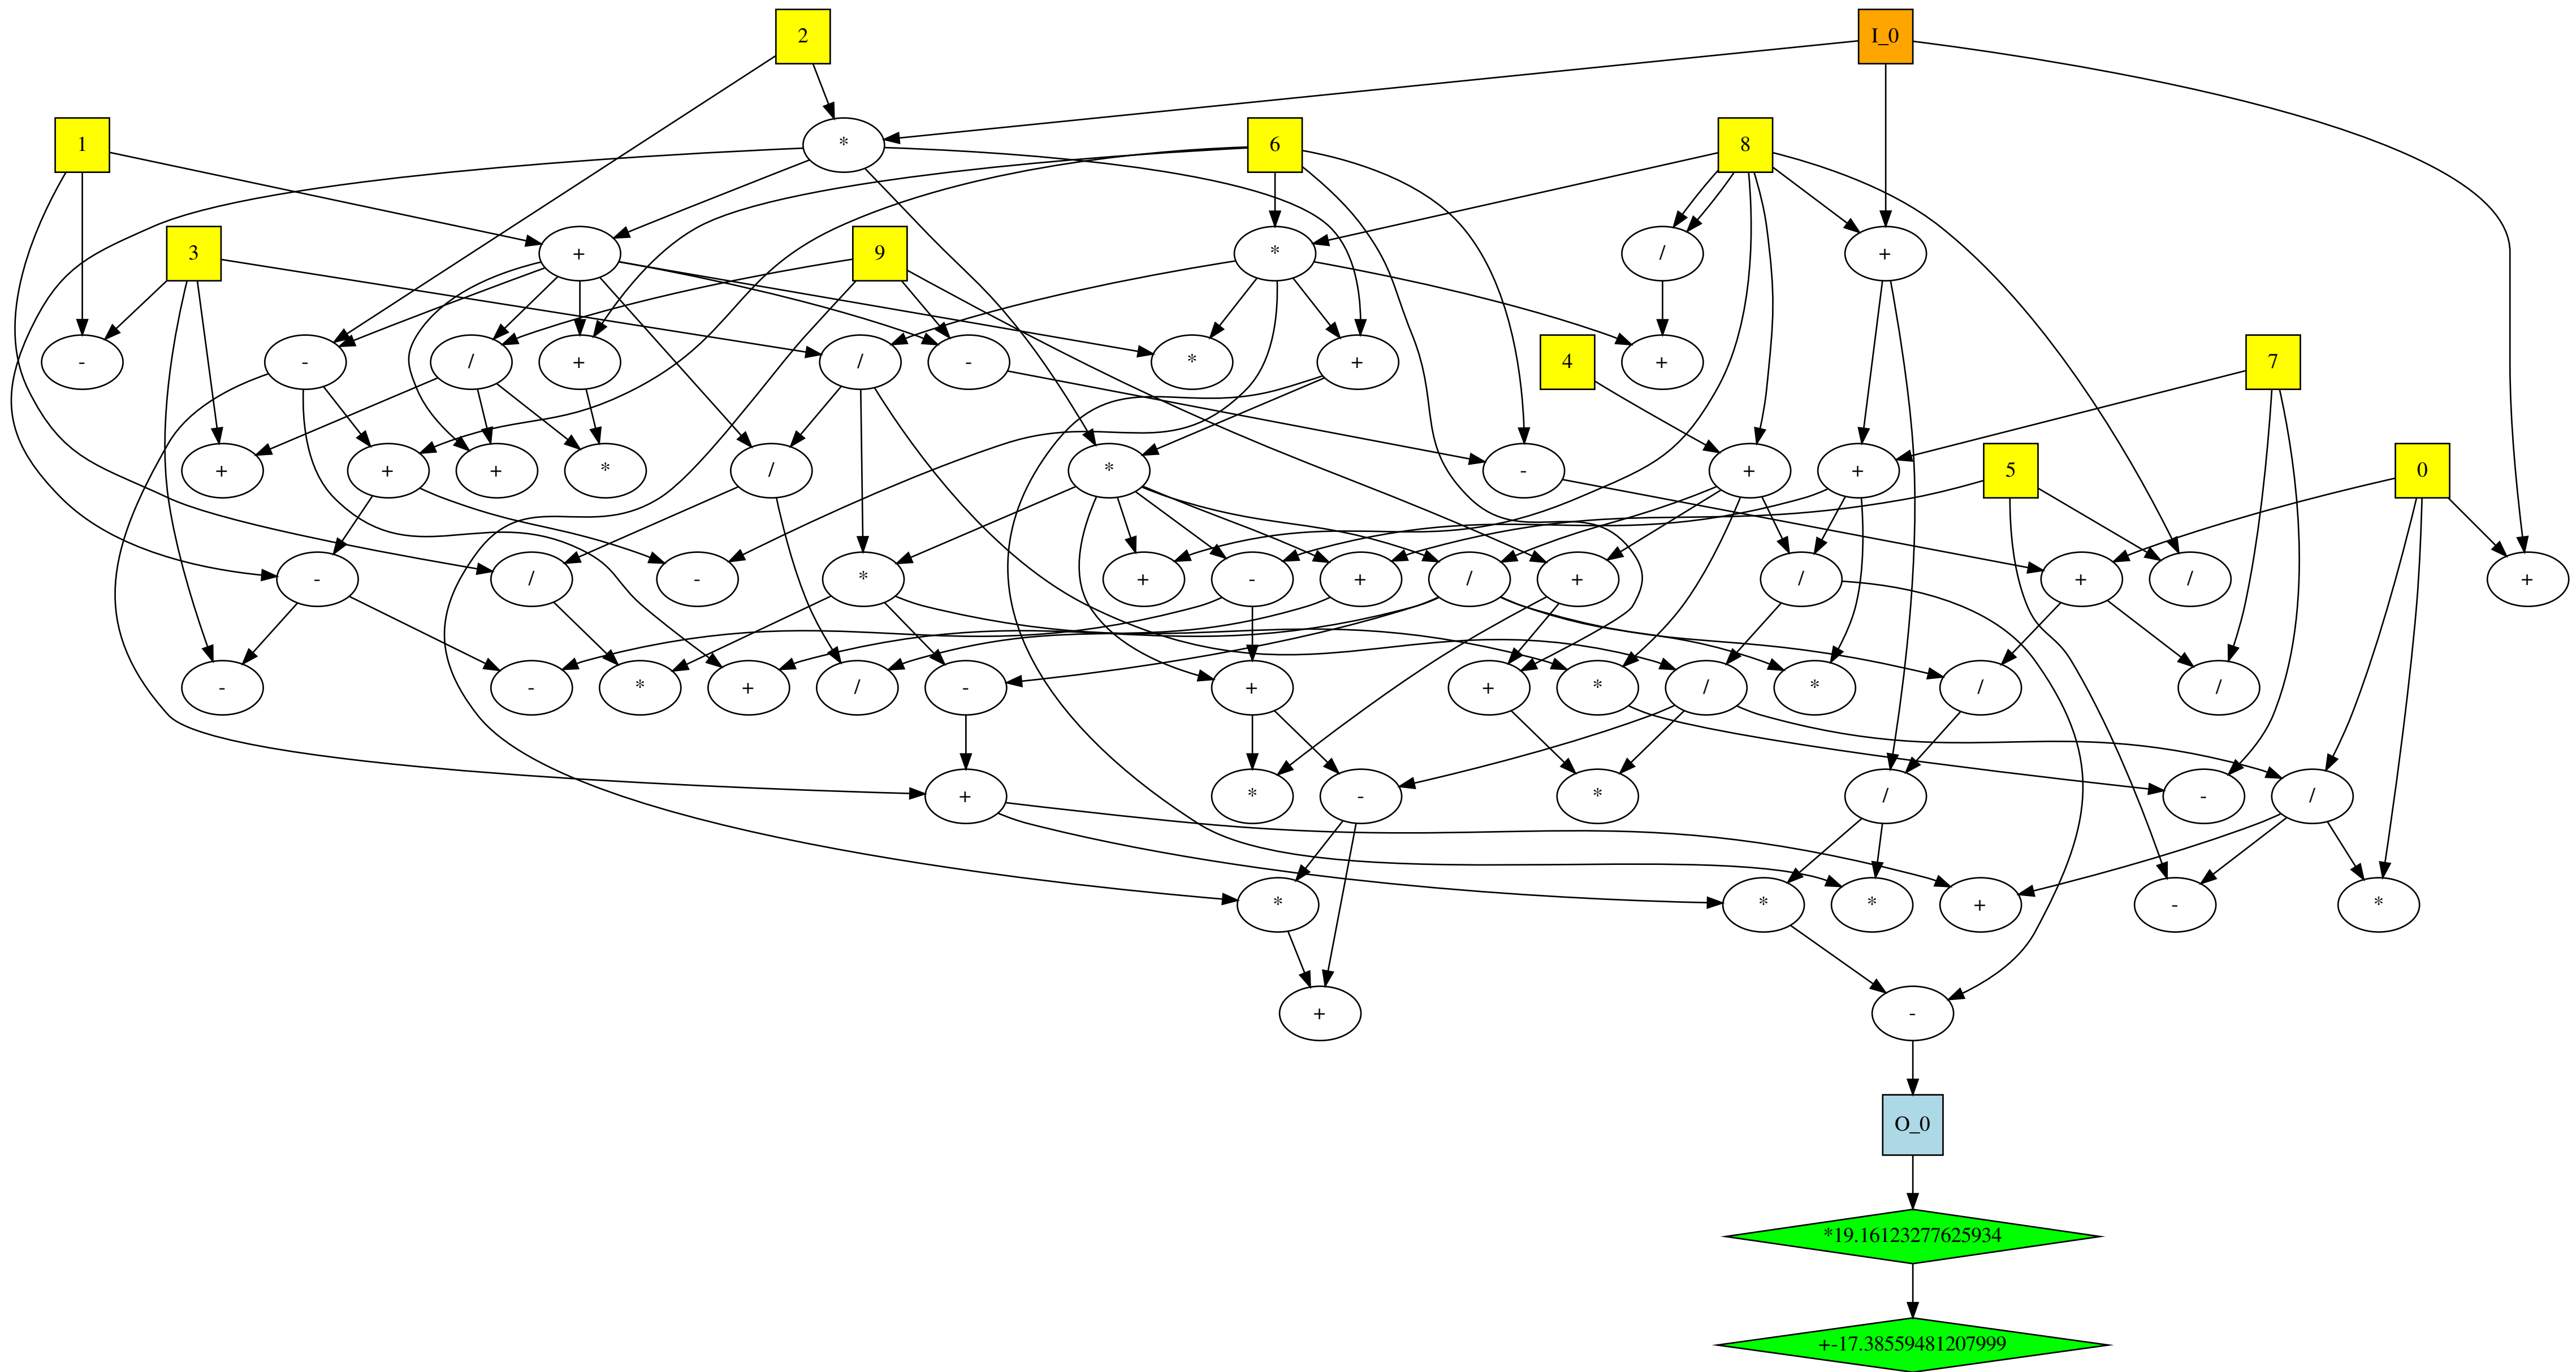 2 I_0
1 * 6 8
3 + 9 * / +
- - / + / - * + 4 + 7
+ + + * / * - + + 5 0
- / - * + - + / + / + / +
- - * + / - + + * / * / /
+ * - * / - /
* * * + - *
+ -
O_0
*19.16123277625934
+-17.38559481207999